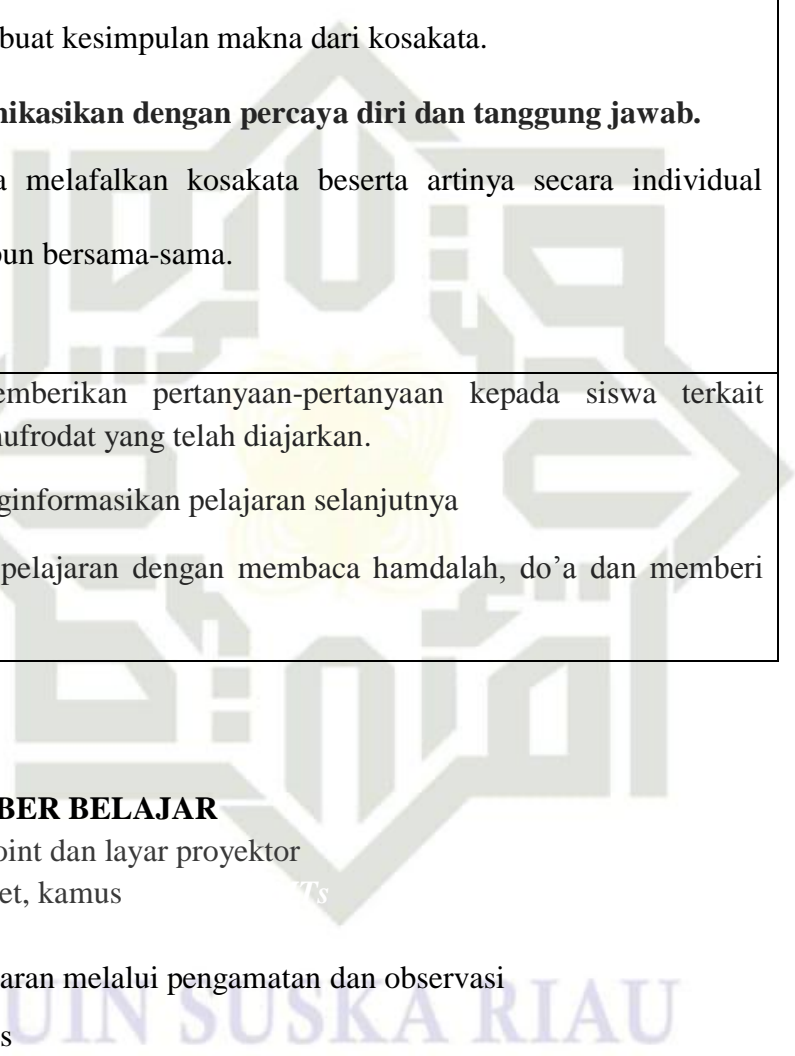 buat kesimpulan makna dari kosakata.
nikasikan dengan percaya diri dan tanggung jawab.
a melafalkan kosakata beserta artinya secara individual
pun bersama-sama.
emberikan pertanyaan-pertanyaan kepada siswa terkait
nufrodat yang telah diajarkan.
ginformasikan pelajaran selanjutnya
pelajaran dengan membaca hamdalah, do’a dan memberi
BER BELAJAR
oint dan layar proyektor
et, kamus
Ts
aran melalui pengamatan dan observasi
UIN SUSKA RIAU
s